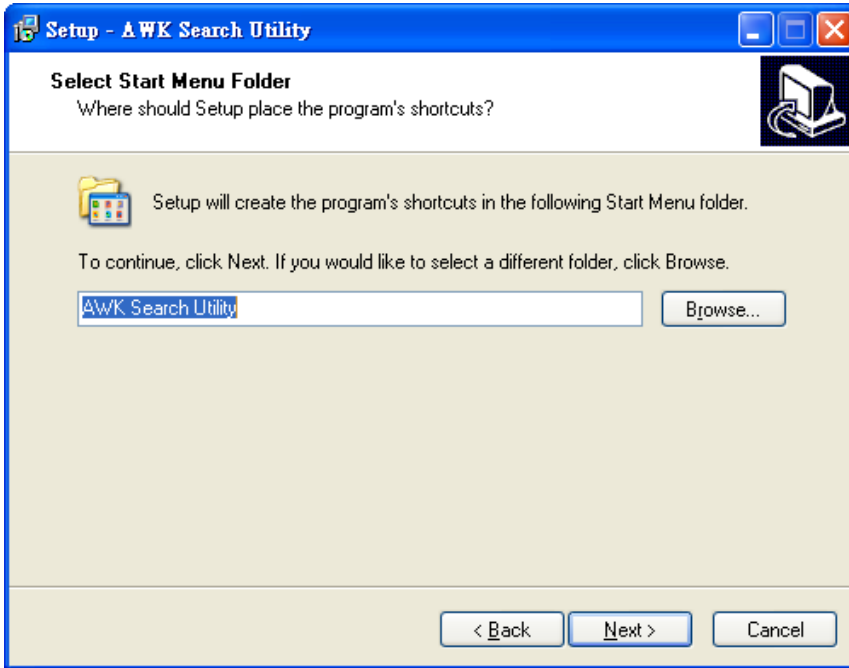 Setup - AWK Search Utility
Select Start Menu Folder
Where should Setup place the program's shortcuts?
Setup will create the program's shortcuts in the following Start Menu folder.
To continue, click Next. If you would like to select a different folder, click Browse.
AWK Search Utility
Browse...
< Back
Next >
Cancel